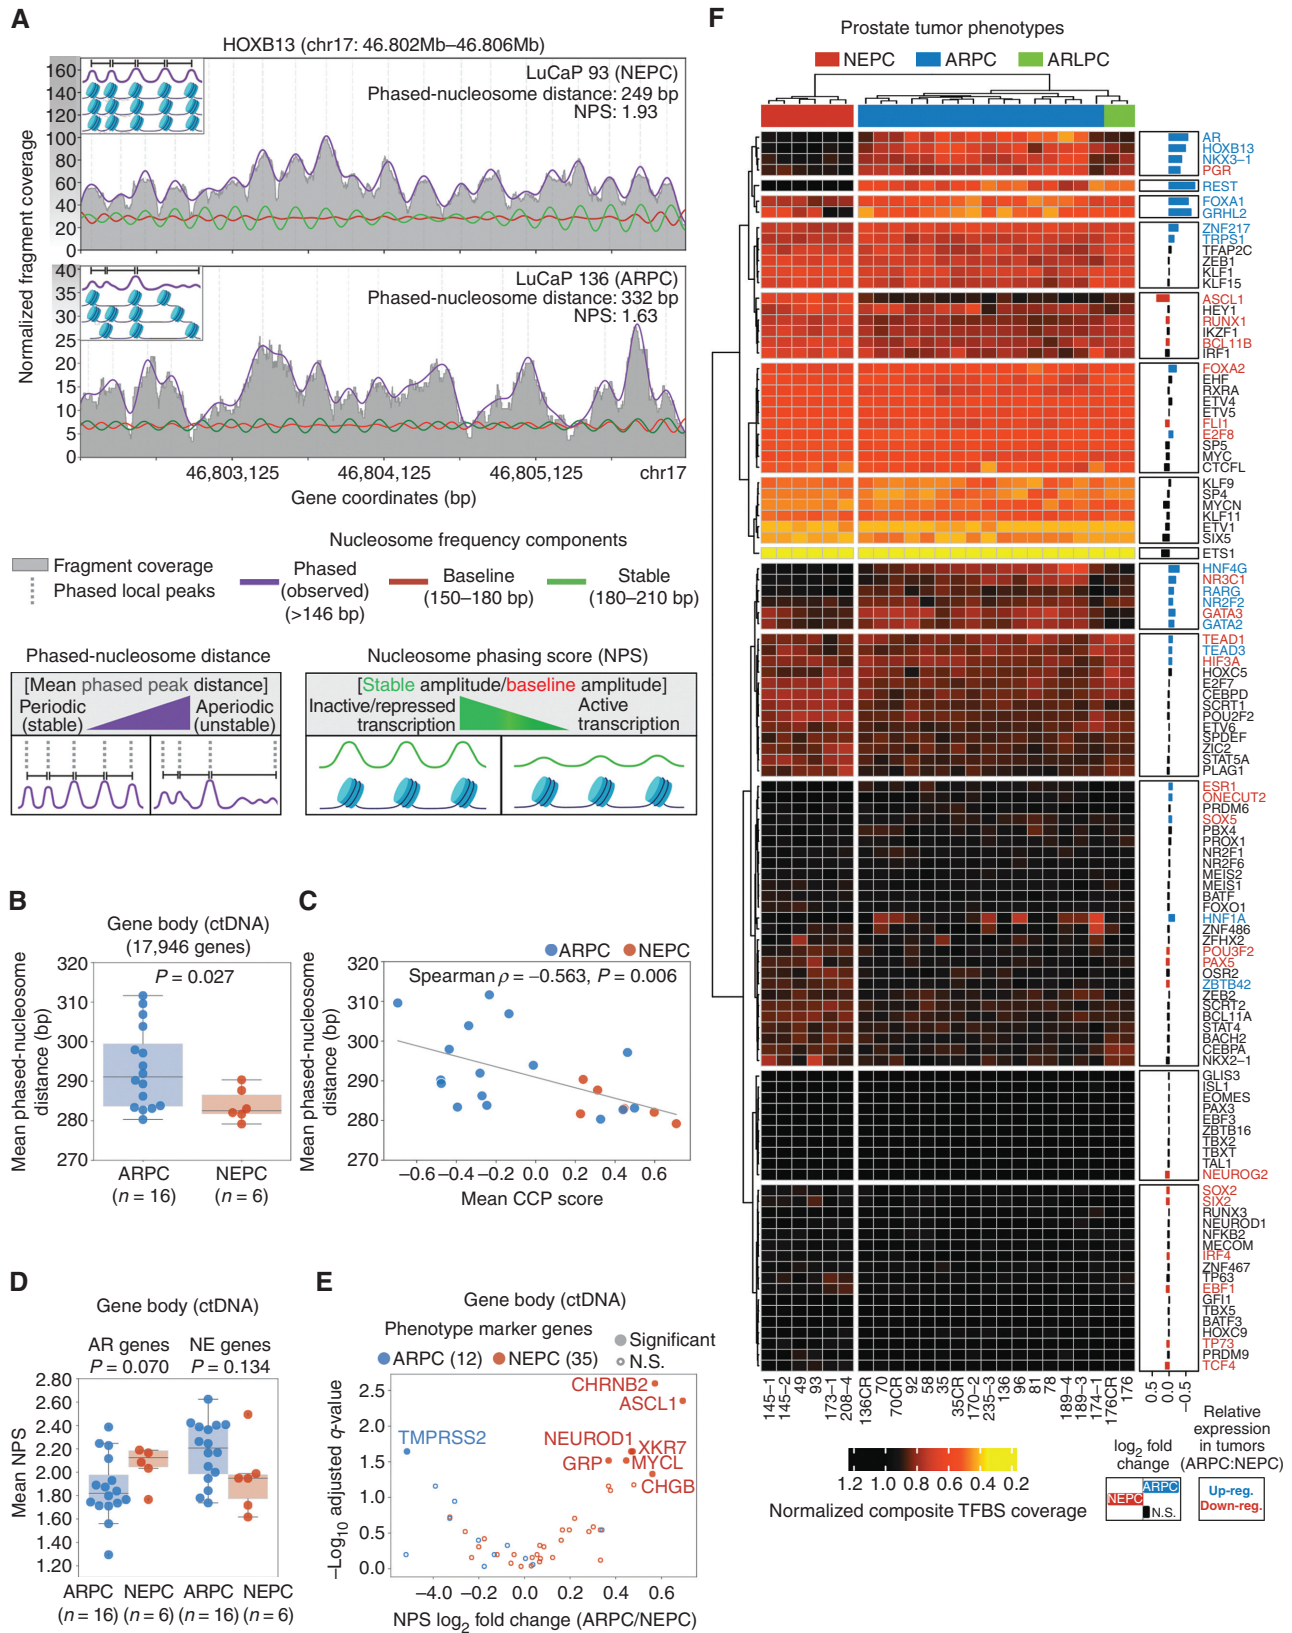 A
HOXB13 (chr17: 46.802Mb–46.806Mb)
LuCaP 93 (NEPC)
Phased-nucleosome distance: 249 bp
NPS: 1.93
160
140
120
100
80
60
40
20
0
LuCaP 136 (ARPC)
Phased-nucleosome distance: 332 bp
NPS: 1.63
40
35
30
25
20
15
10
5
0
Normalized fragment coverage
46,803,125 46,804,125 46,805,125 chr17
Gene coordinates (bp)
Nucleosome frequency components
Fragment coverage
Phased local peaks
Phased (observed) (>146 bp)
Baseline (150–180 bp)
Stable (180–210 bp)
Phased-nucleosome distance
[Mean phased peak distance]
Periodic (stable)
Aperiodic (unstable)
Nucleosome phasing score (NPS)
[Stable amplitude/baseline amplitude]
Inactive/repressed transcription
Active transcription
B
Gene body (ctDNA)
(17,946 genes)
P = 0.027
Mean phased-nucleosome distance (bp)
320
310
300
290
280
270
ARPC (n = 16)
NEPC (n = 6)
C
ARPC NEPC
Spearman ρ = −0.563, P = 0.006
Mean phased-nucleosome distance (bp)
320
310
300
290
280
270
−0.6 −0.4 −0.2 0.0 0.2 0.4 0.6
Mean CCP score
D
Gene body (ctDNA)
AR genes P = 0.070
NE genes P = 0.134
Mean NPS
2.80
2.60
2.40
2.20
2.00
1.80
1.60
1.40
1.20
ARPC NEPC ARPC NEPC
(n = 16) (n = 6) (n = 16) (n = 6)
E
Gene body (ctDNA)
Phenotype marker genes
ARPC (12) NEPC (35)
Significant
N.S.
−Log10 adjusted q-value
2.5
2.0
1.5
1.0
0.5
0.0
CHRNB2
ASCL1
TMPRSS2
NEUROD1
XKR7
GRP
MYCL
CHGB
−4.0 −0.2 0.0 0.2 0.4 0.6
NPS log2 fold change (ARPC/NEPC)
F
Prostate tumor phenotypes
NEPC ARPC ARLPC
AR
HOXB13
NKX3−1
PGR
REST
FOXA1
GRHL2
ZNF217
TRPS1
TFAP2C
ZEB1
KLF1
KLF15
ASCL1
HEY1
RUNX1
IKZF1
BCL11B
IRF1
FOXA2
EHF
RXRA
ETV4
ETV5
FLI1
E2F8
SP5
MYC
CTCFL
KLF9
SP4
MYCN
KLF11
ETV1
SIX5
ETS1
HNF4G
NR3C1
RARG
NR2F2
GATA3
GATA2
TEAD1
TEAD3
HIF3A
HOXC5
E2F7
CEBPD
SCRT1
POU2F2
ETV6
SPDEF
ZIC2
STAT5A
PLAG1
ESR1
ONECUT2
PRDM6
SOX5
PBX4
PROX1
NR2F1
NR2F6
MEIS2
MEIS1
BATF
FOXO1
HNF1A
ZNF486
ZFHX2
POU3F2
PAX5
OSR2
ZBTB42
ZEB2
SCRT2
BCL11A
STAT4
BACH2
CEBPA
NKX2−1
GLIS3
ISL1
EOMES
PAX3
EBF3
ZBTB16
TBX2
TBXT
TAL1
NEUROG2
SOX2
SIX2
RUNX3
NEUROD1
NFKB2
MECOM
IRF4
ZNF467
TP63
EBF1
GFI1
TBX5
BATF3
HOXC9
TP73
PRDM9
TCF4
145−1 145−2 49 93 173−1 208−4 136CR 70 70CR 92 58 35 35CR 170−2 235−3 136 96 81 78 189−4 189−3 174−1 176CR 176
0.5 0 −0.5 −1
1.2 1.0 0.8 0.6 0.4 0.2
Normalized composite TFBS coverage
log2 fold change
ARPC
NEPC
N.S.
Relative expression in tumors (ARPC:NEPC)
Up-reg.
Down-reg.